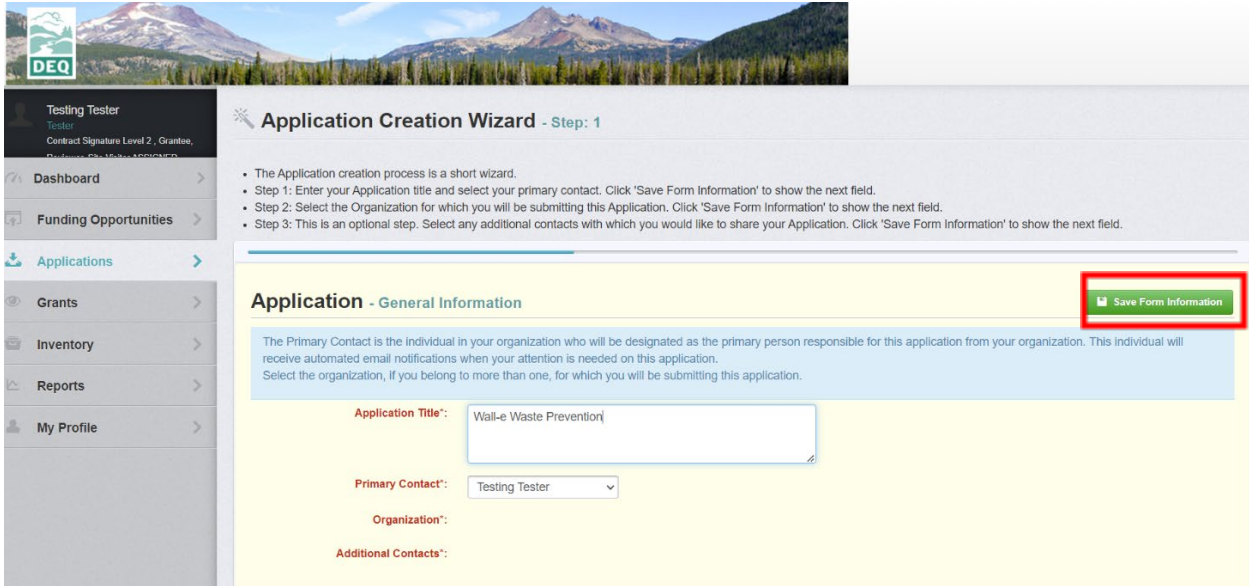 DEQ
Testing Tester
Tester
Contract Signature Level 2 , Grantee,
Dashboard
Funding Opportunities
Applications
Grants
Inventory
Reports
My Profile
Application Creation Wizard - Step: 1
• The Application creation process is a short wizard.
• Step 1: Enter your Application title and select your primary contact. Click 'Save Form Information' to show the next field.
• Step 2: Select the Organization for which you will be submitting this Application. Click 'Save Form Information' to show the next field.
• Step 3: This is an optional step. Select any additional contacts with which you would like to share your Application. Click 'Save Form Information' to show the next field.
Application - General Information
Save Form Information
The Primary Contact is the individual in your organization who will be designated as the primary person responsible for this application from your organization. This individual will
receive automated email notifications when your attention is needed on this application.
Select the organization, if you belong to more than one, for which you will be submitting this application.
Application Title*:
Wall-e Waste Prevention
Primary Contact*:
Testing Tester
Organization*:
Additional Contacts*: